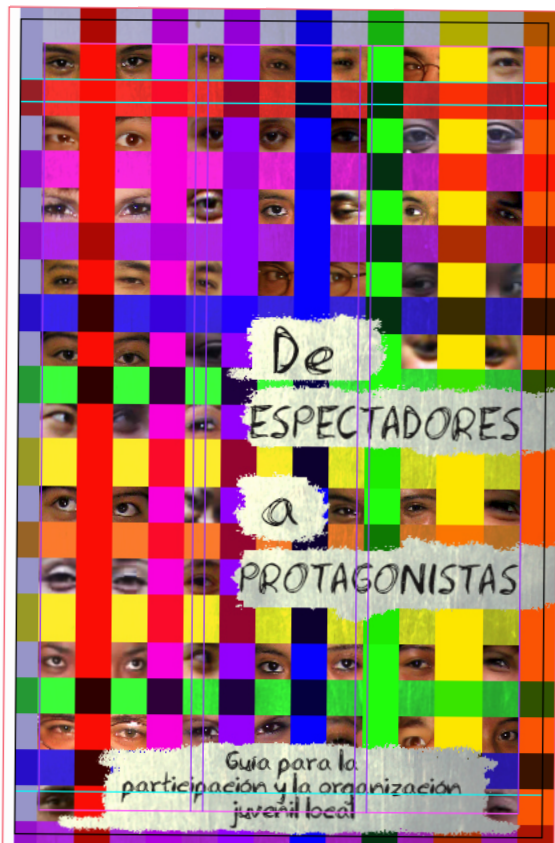 De
ESPECTADORES
a
PROTAGONISTAS
Guía para la
participación y la organización
juvenil local